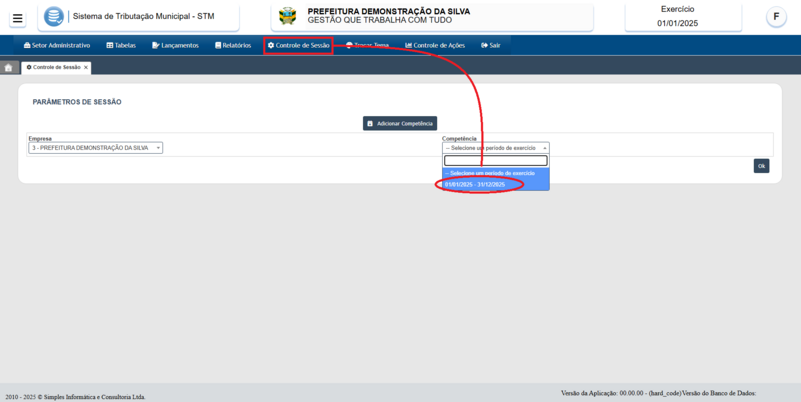 Sistema de Tributação Municipal - STM
PREFEITURA DEMONSTRAÇÃO DA SILVA
GESTÃO QUE TRABALHA COM TUDO
Exercício
01/01/2025
F
Setor Administrativo
Tabelas
Lançamentos
Relatórios
Controle de Sessão
Trocar Tema
Controle de Ações
Sair
Controle de Sessão X
PARÂMETROS DE SESSÃO
Adicionar Competência
Empresa
Competência
3 - PREFEITURA DEMONSTRAÇÃO DA SILVA
-- Selecione um período de exercício
-- Selecione um período de exercício
01/01/2025 - 31/12/2025
Ok
2010 - 2025 © Simples Informática e Consultoria Ltda.
Versão da Aplicação: 00.00.00 - (hard_code)Versão do Banco de Dados: